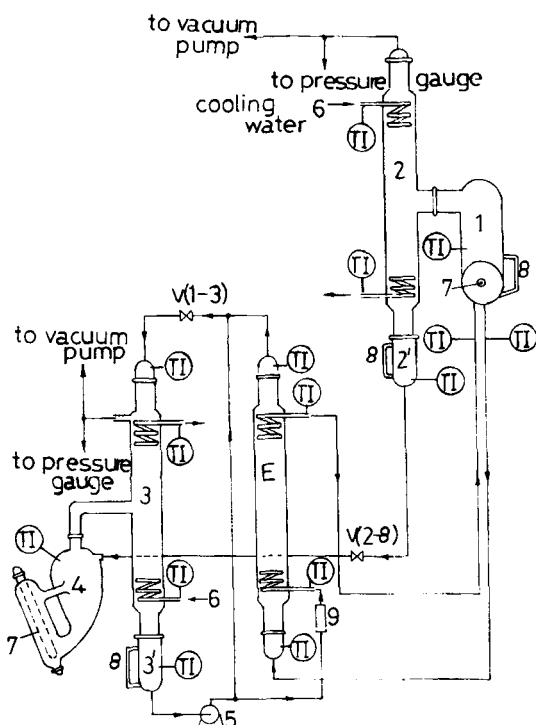 to vacuum
pump
to pressure gauge
cooling
water
6
TI
2
1
TI
TI
7
8
V(1-3)
TI
TI
8
2'
TI
to vacuum
pump
TI
TI
TI
TI
to pressure
gauge
3
E
V(2-8)
TI
4
TI
TI
6
7
9
8
3'
TI
TI
5